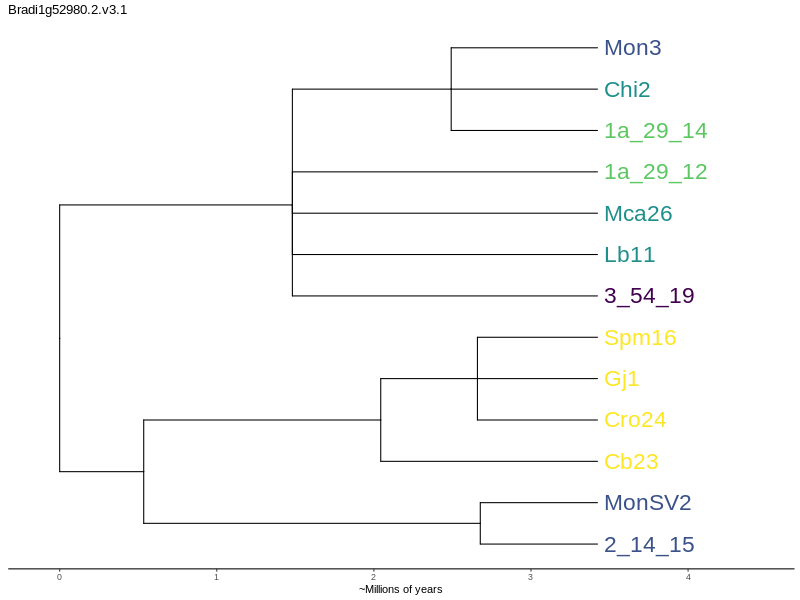 Bradi1g52980.2.v3.1
Mon3
Chi2
1a_29_14
1a_29_12
Mca26
Lb11
3_54_19
Spm16
Gj1
Cro24
Cb23
MonSV2
2_14_15
0 1 2 3 4
~Millions of years